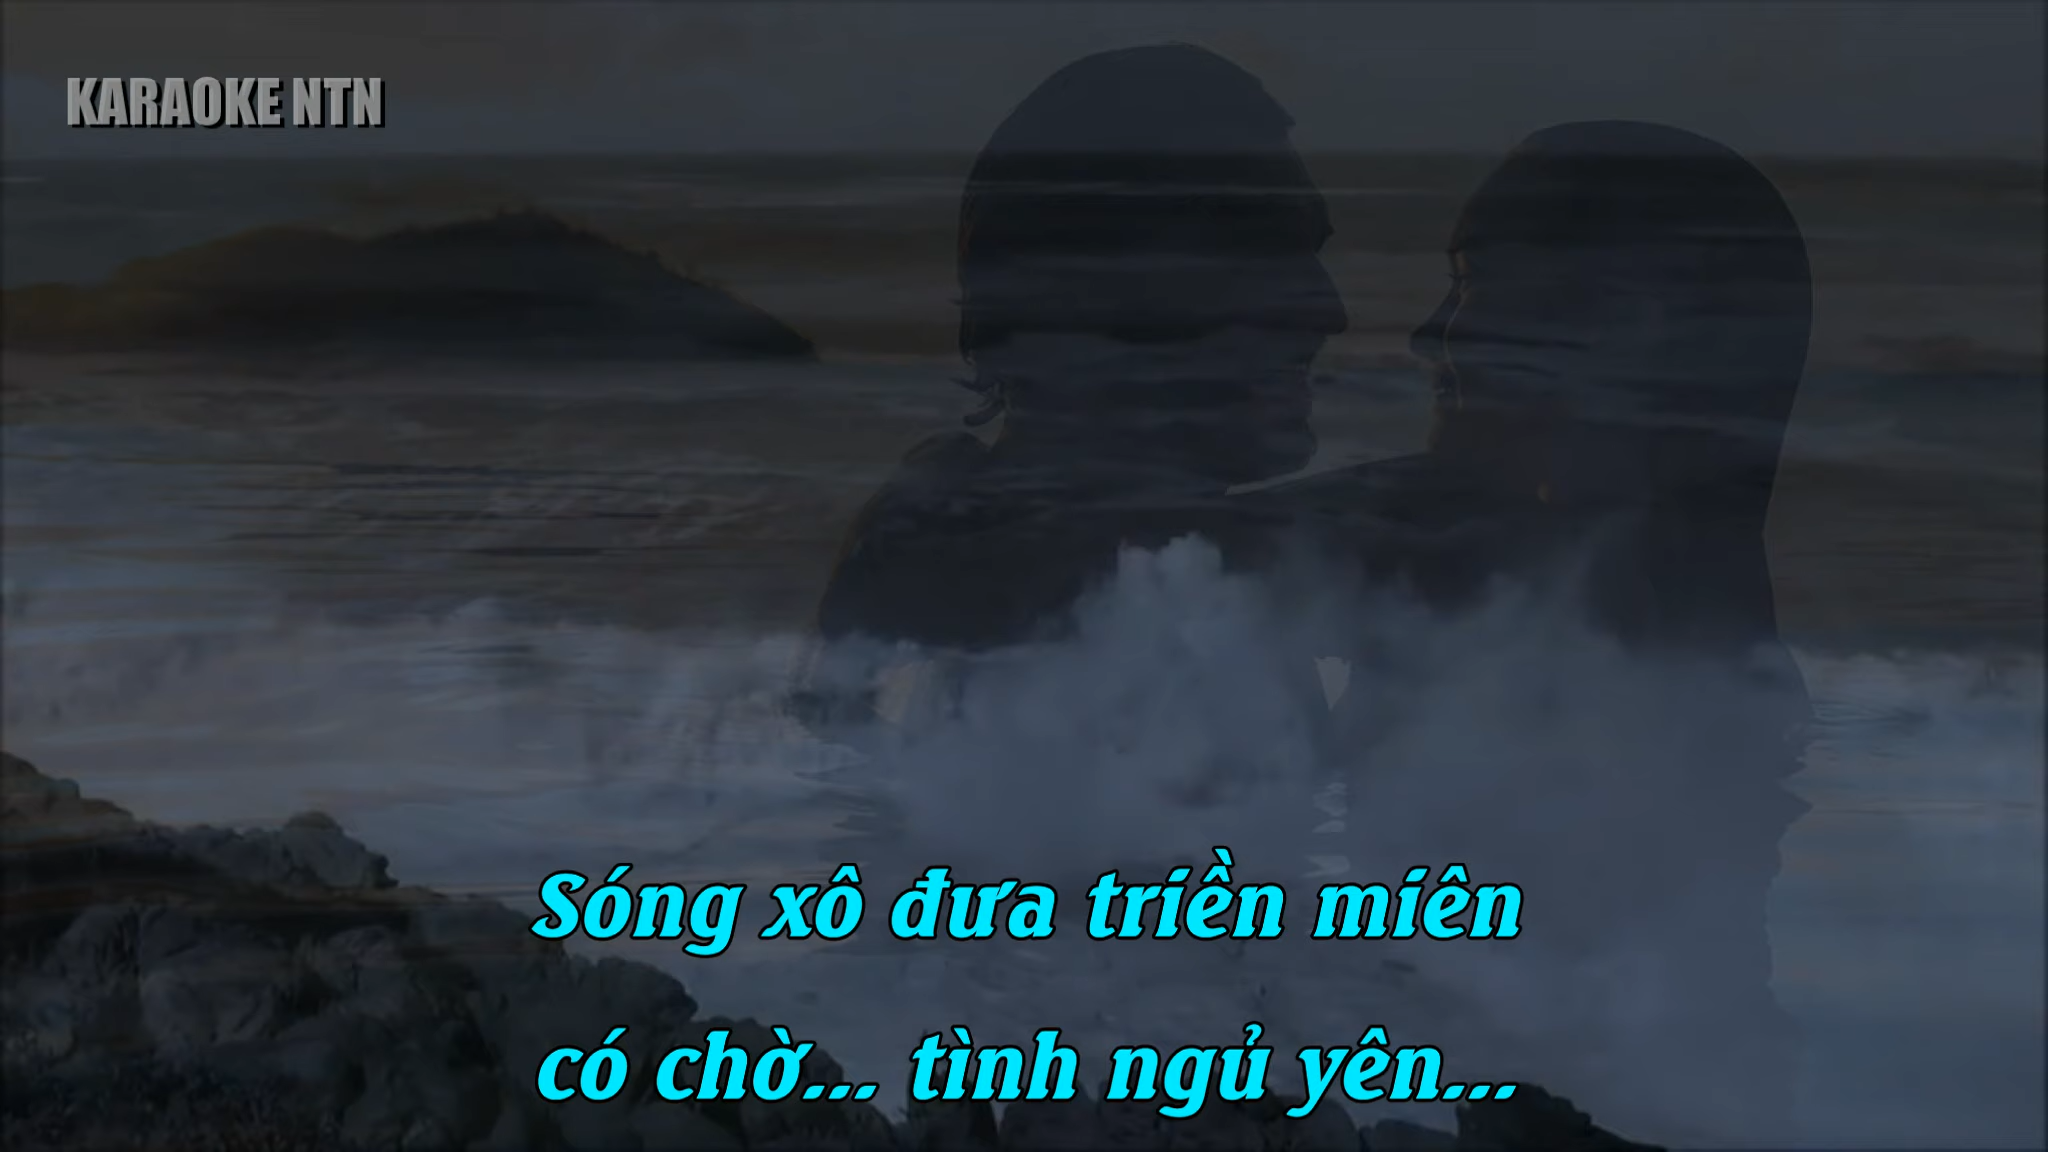 KARAOKE NTN
Sóng xô đưa triền miên
có chờ... tình ngủ yên...